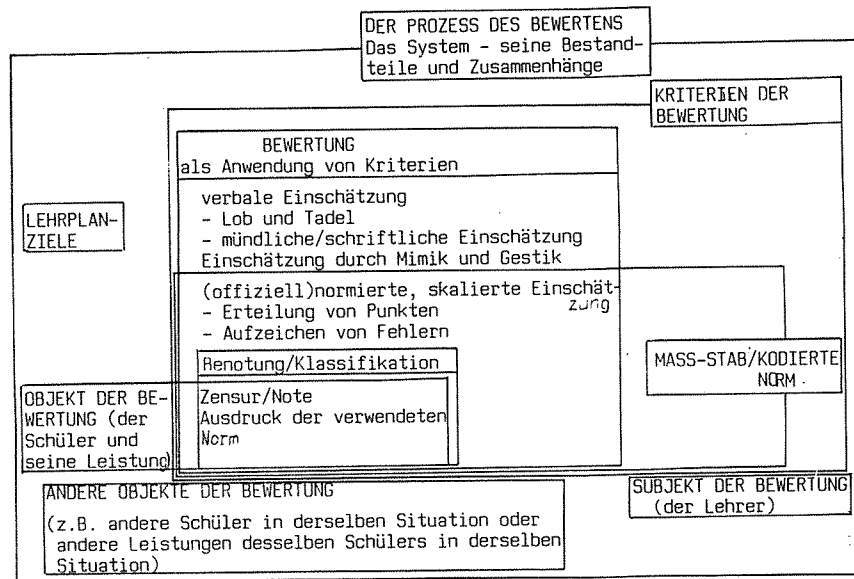 DER PROZESS DES BEWERTENS
Das System - seine Bestand-
teile und Zusammenhänge
KRITERIEN DER
BEWERTUNG
BEWERTUNG
als Anwendung von Kriterien
verbale Einschätzung
- Lob und Tadel
- mündliche/schriftliche Einschätzung
Einschätzung durch Mimik und Gestik
LEHRPLAN-
ZIELE
(offiziell)normierte, skalierte Einschät-
zung
- Erteilung von Punkten
- Aufzeichen von Fehlern
Benotung/Klassifikation
MASS-STAB/KODIERTE
NORM
OBJEKT DER BE-
WERTUNG (der
Schüler und
seine Leistung)
Zensur/Note
Ausdruck der verwendeten
Norm
ANDERE OBJEKTE DER BEWERTUNG
(z.B. andere Schüler in derselben Situation oder
andere Leistungen desselben Schülers in derselben
Situation)
SUBJEKT DER BEWERTUNG
(der Lehrer)